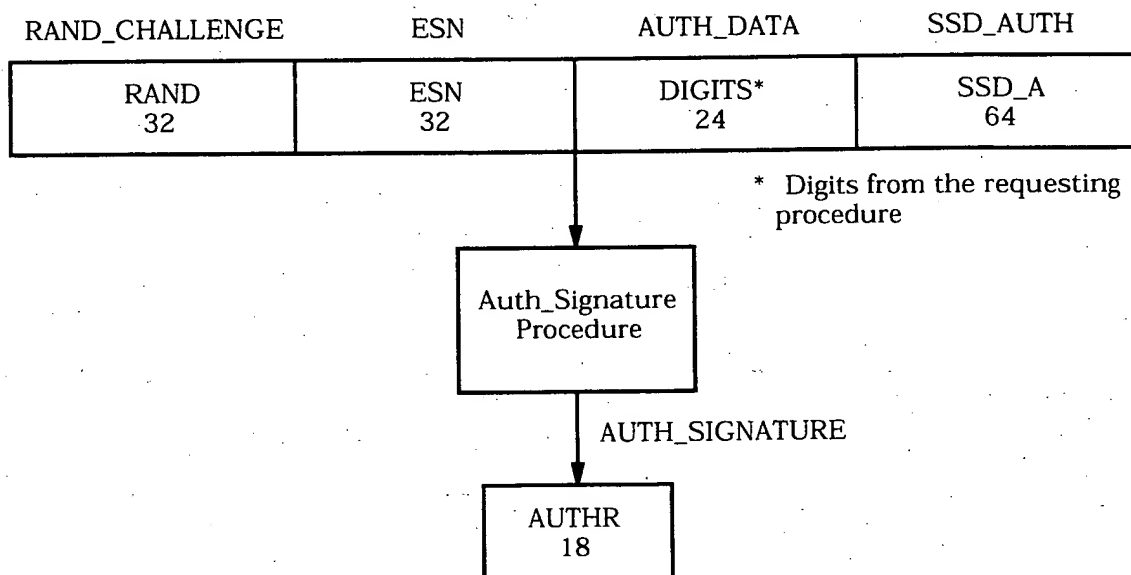 RAND_CHALLENGE ESN AUTH_DATA SSD_AUTH
RAND ESN DIGITS* SSD_A
32 32 24 64
* Digits from the requesting
procedure
Auth_Signature
Procedure
AUTH_SIGNATURE
AUTHR
18